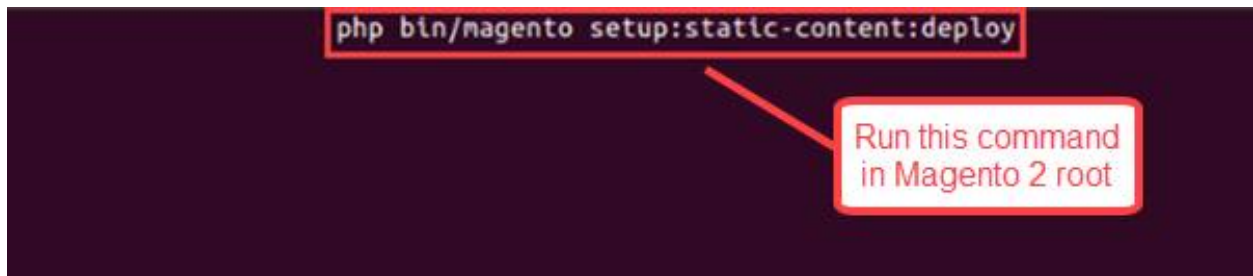 php bin/magento setup:static-content:deploy
Run this command
in Magento 2 root